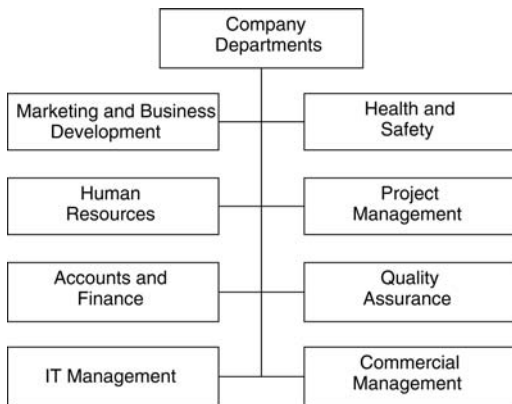 Company
Departments
Marketing and Business
Development
Health and
Safety
Human
Resources
Project
Management
Accounts and
Finance
Quality
Assurance
IT Management
Commercial
Management